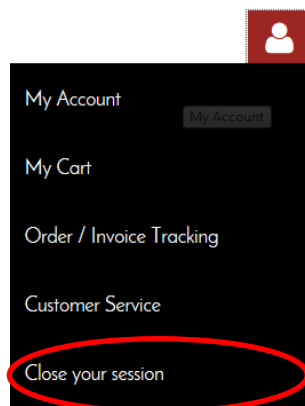 My Account
My Account
My Cart
Order / Invoice Tracking
Customer Service
Close your session